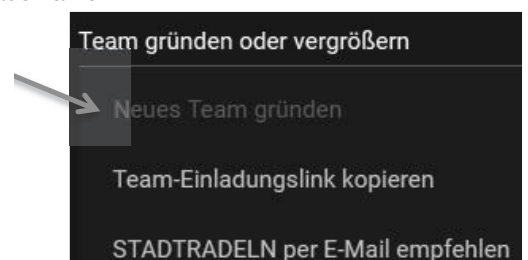 Team gründen oder vergrößern
Neues Team gründen
Team-Einladungslink kopieren
STADTRADELN per E-Mail empfehlen